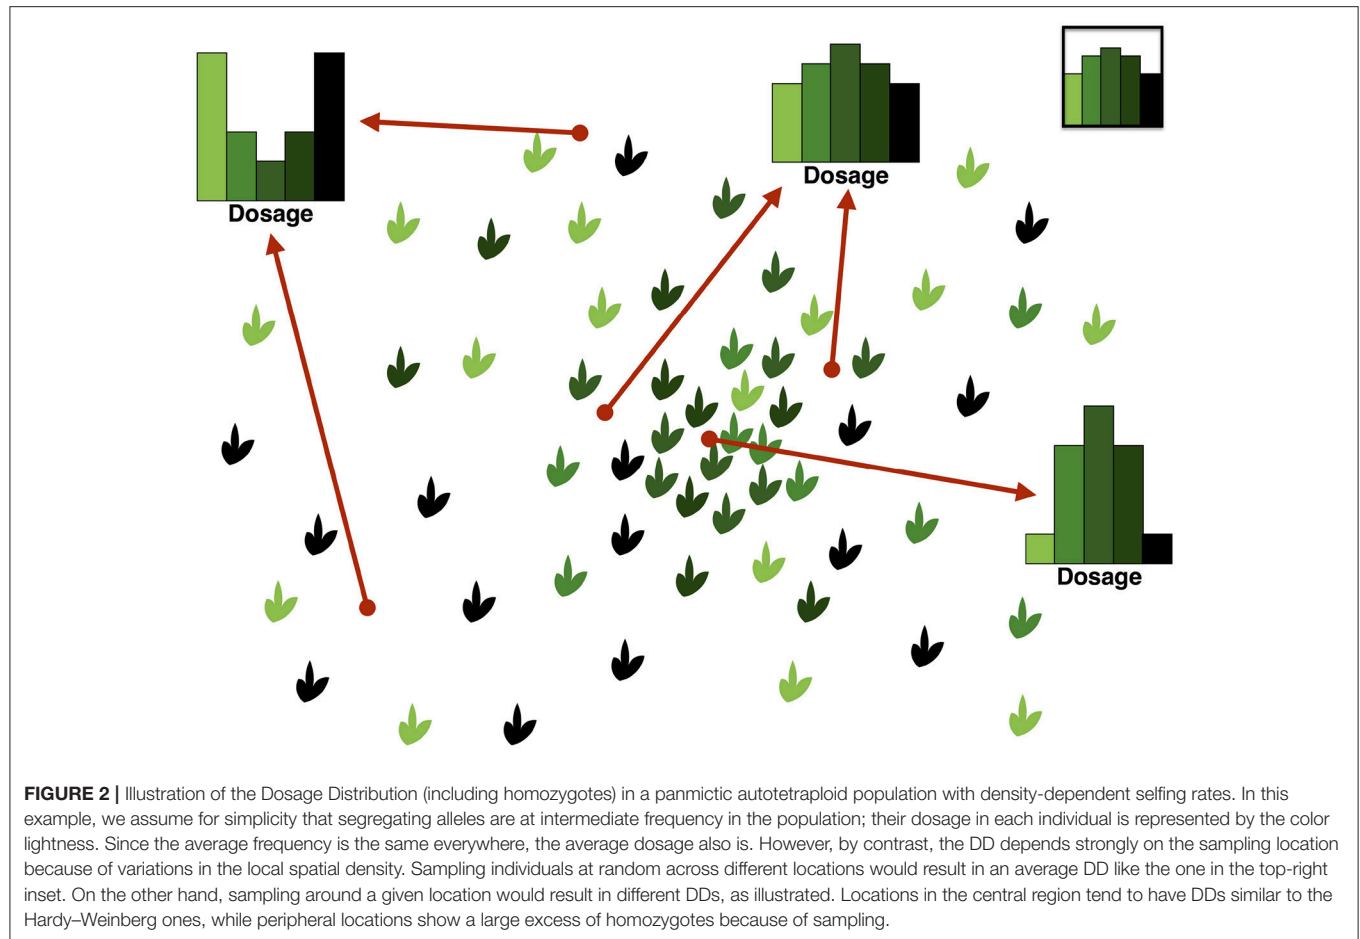 Dosage
Dosage
Dosage
FIGURE 2 | Illustration of the Dosage Distribution (including homozygotes) in a panmictic autotetraploid population with density-dependent selfing rates. In this
example, we assume for simplicity that segregating alleles are at intermediate frequency in the population; their dosage in each individual is represented by the color
lightness. Since the average frequency is the same everywhere, the average dosage also is. However, by contrast, the DD depends strongly on the sampling location
because of variations in the local spatial density. Sampling individuals at random across different locations would result in an average DD like the one in the top-right
inset. On the other hand, sampling around a given location would result in different DDs, as illustrated. Locations in the central region tend to have DDs similar to the
Hardy–Weinberg ones, while peripheral locations show a large excess of homozygotes because of sampling.